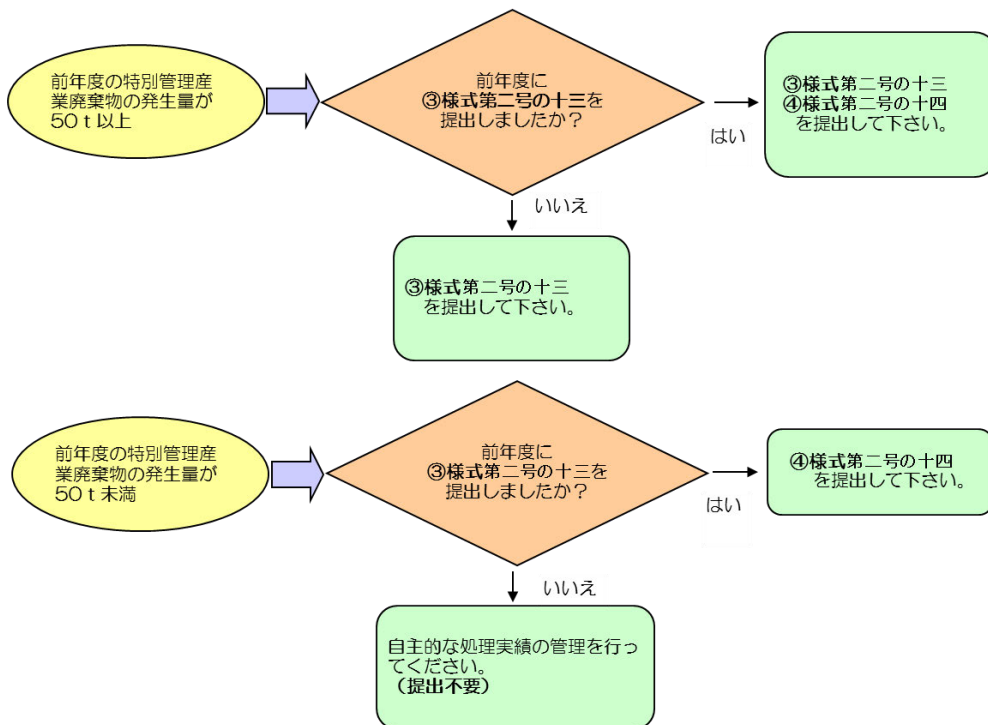 前年度の特別管理産
業廃棄物の発生量が
50ｔ以上
前年度に
③様式第二号の十三を
提出しましたか？
はい
③様式第二号の十三
④様式第二号の十四
を提出して下さい。
いいえ
③様式第二号の十三
を提出して下さい。
前年度の特別管理産
業廃棄物の発生量が
50ｔ未満
前年度に
③様式第二号の十三を
提出しましたか？
はい
④様式第二号の十四
を提出して下さい。
いいえ
自主的な処理実績の管理を行っ
てください。
（提出不要）